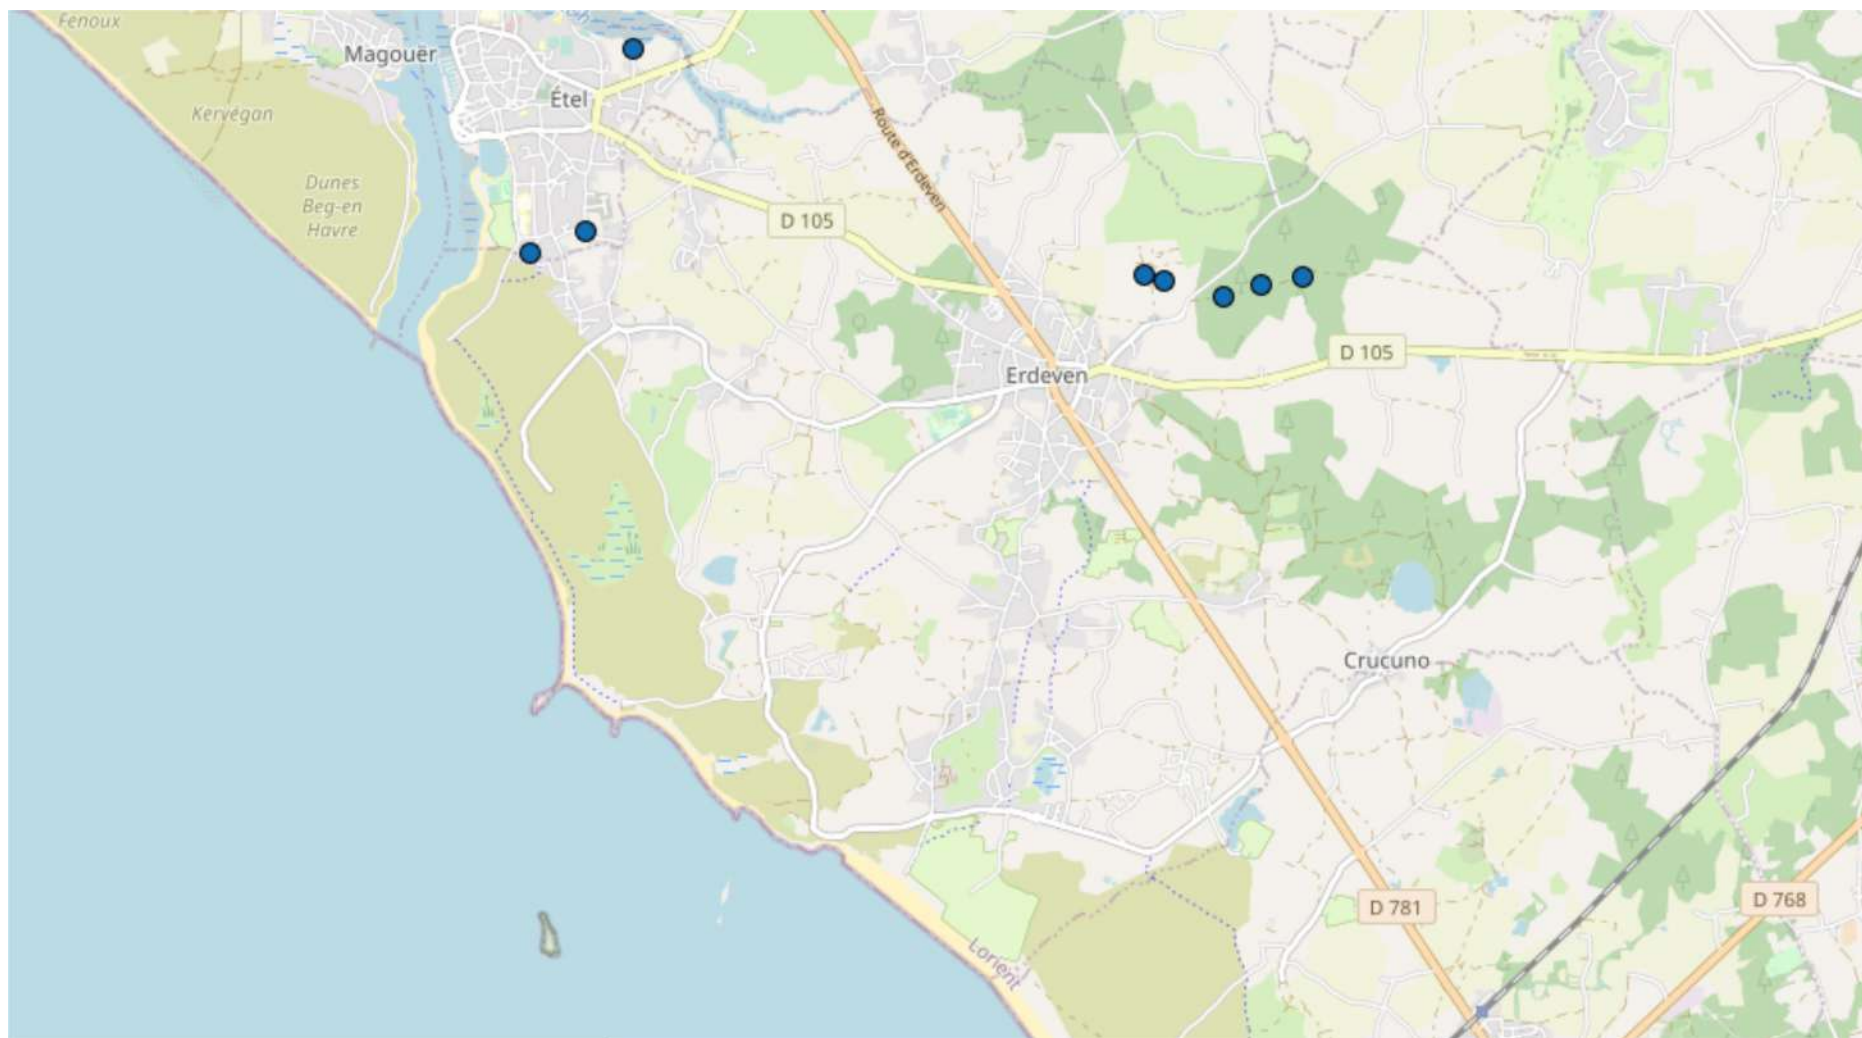 Fenoux
Magouër
Étel
Kervégan
Route d'Erdeven
Dunes
Beg-en
Havre
D 105
D 105
Erdeven
Crucuno
D 781
D 768
Lorient